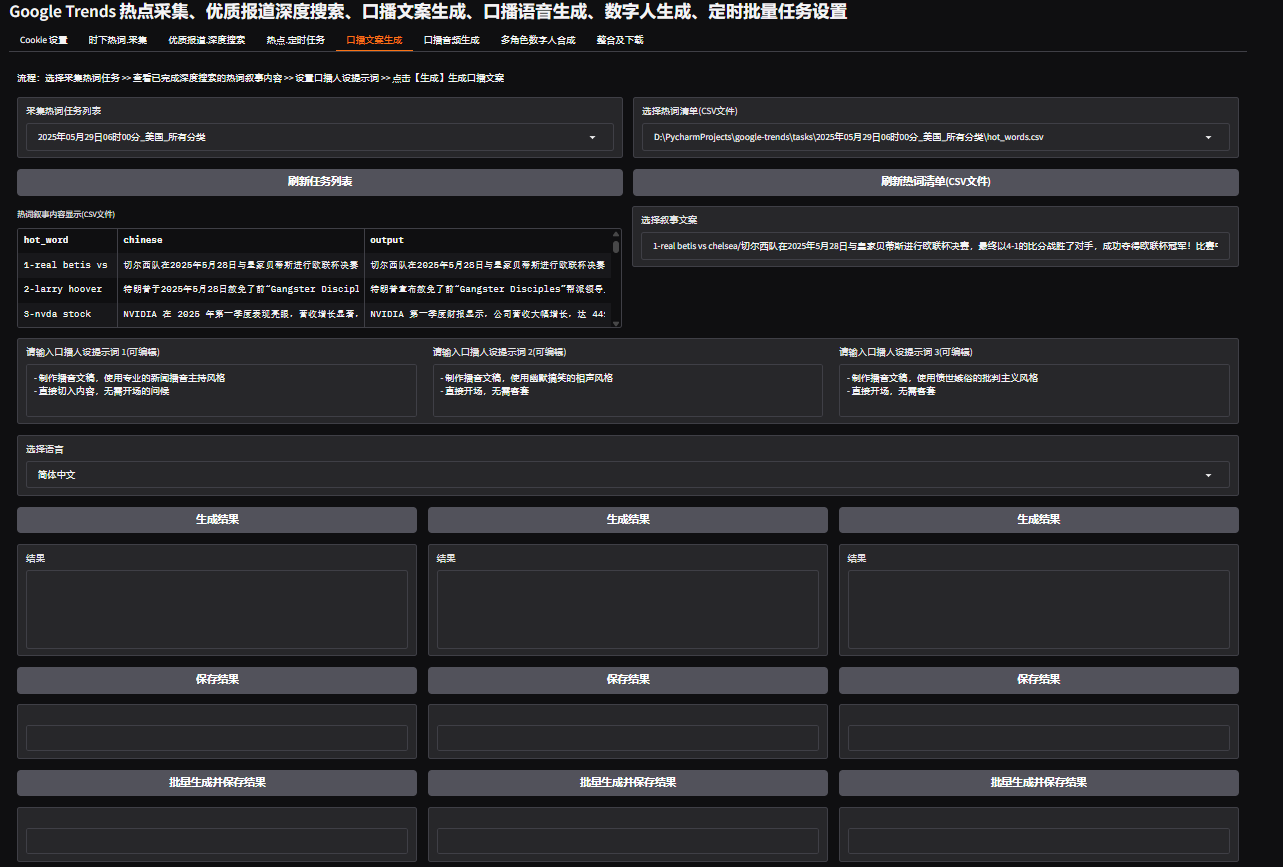 Google Trends 热点采集、优质报道深度搜索、口播文案生成、口播语音生成、数字人生成、定时批量任务设置
Cookie 设置 时下热词.采集 优质报道.深度搜索 热点.定时任务 口播文案生成 口播音频生成 多角色数字人合成 整合及下载
流程：选择采集热词任务 >> 查看已完成深度搜索的热词叙事内容 >> 设置口播人设提示词 >> 点击【生成】生成口播文案
采集热词任务列表
2025年05月29日06时00分_美国_所有分类
选择热词清单(CSV文件)
D:\PycharmProjects\google-trends\tasks\2025年05月29日06时00分_美国_所有分类\hot_words.csv
刷新任务列表
刷新热词清单(CSV文件)
热词叙事内容显示(CSV文件)
hot_word chinese output
1-real betis vs 切尔西队在2025年5月28日与皇家贝蒂斯进行欧联杯决赛 切尔西队在2025年5月28日与皇家贝蒂斯进行欧联杯决赛
2-larry hoover 特朗普于2025年5月28日赦免了前“Gangster Discipl 特朗普宣布赦免了前“Gangster Disciples”帮派领导.
3-nvda stock NVIDIA 在 2025 年第一季度表现亮眼，营收增长显著， NVIDIA 第一季度财报显示，公司营收大幅增长，达 44
选择叙事文案
1-real betis vs chelsea/切尔西队在2025年5月28日与皇家贝蒂斯进行欧联杯决赛，最终以4-1的比分战胜了对手，成功夺得欧联杯冠军！比赛
请输入口播人设提示词 1(可编辑)
- 制作播音文稿，使用专业的新闻播音主持风格
- 直接切入内容，无需开场的问候
请输入口播人设提示词 2(可编辑)
- 制作播音文稿，使用幽默搞笑的相声风格
- 直接开场，无需客套
请输入口播人设提示词 3(可编辑)
- 制作播音文稿，使用愤世嫉俗的批判主义风格
- 直接开场，无需客套
选择语言
简体中文
生成结果 生成结果 生成结果
结果 结果 结果
保存结果 保存结果 保存结果
批量生成并保存结果 批量生成并保存结果 批量生成并保存结果